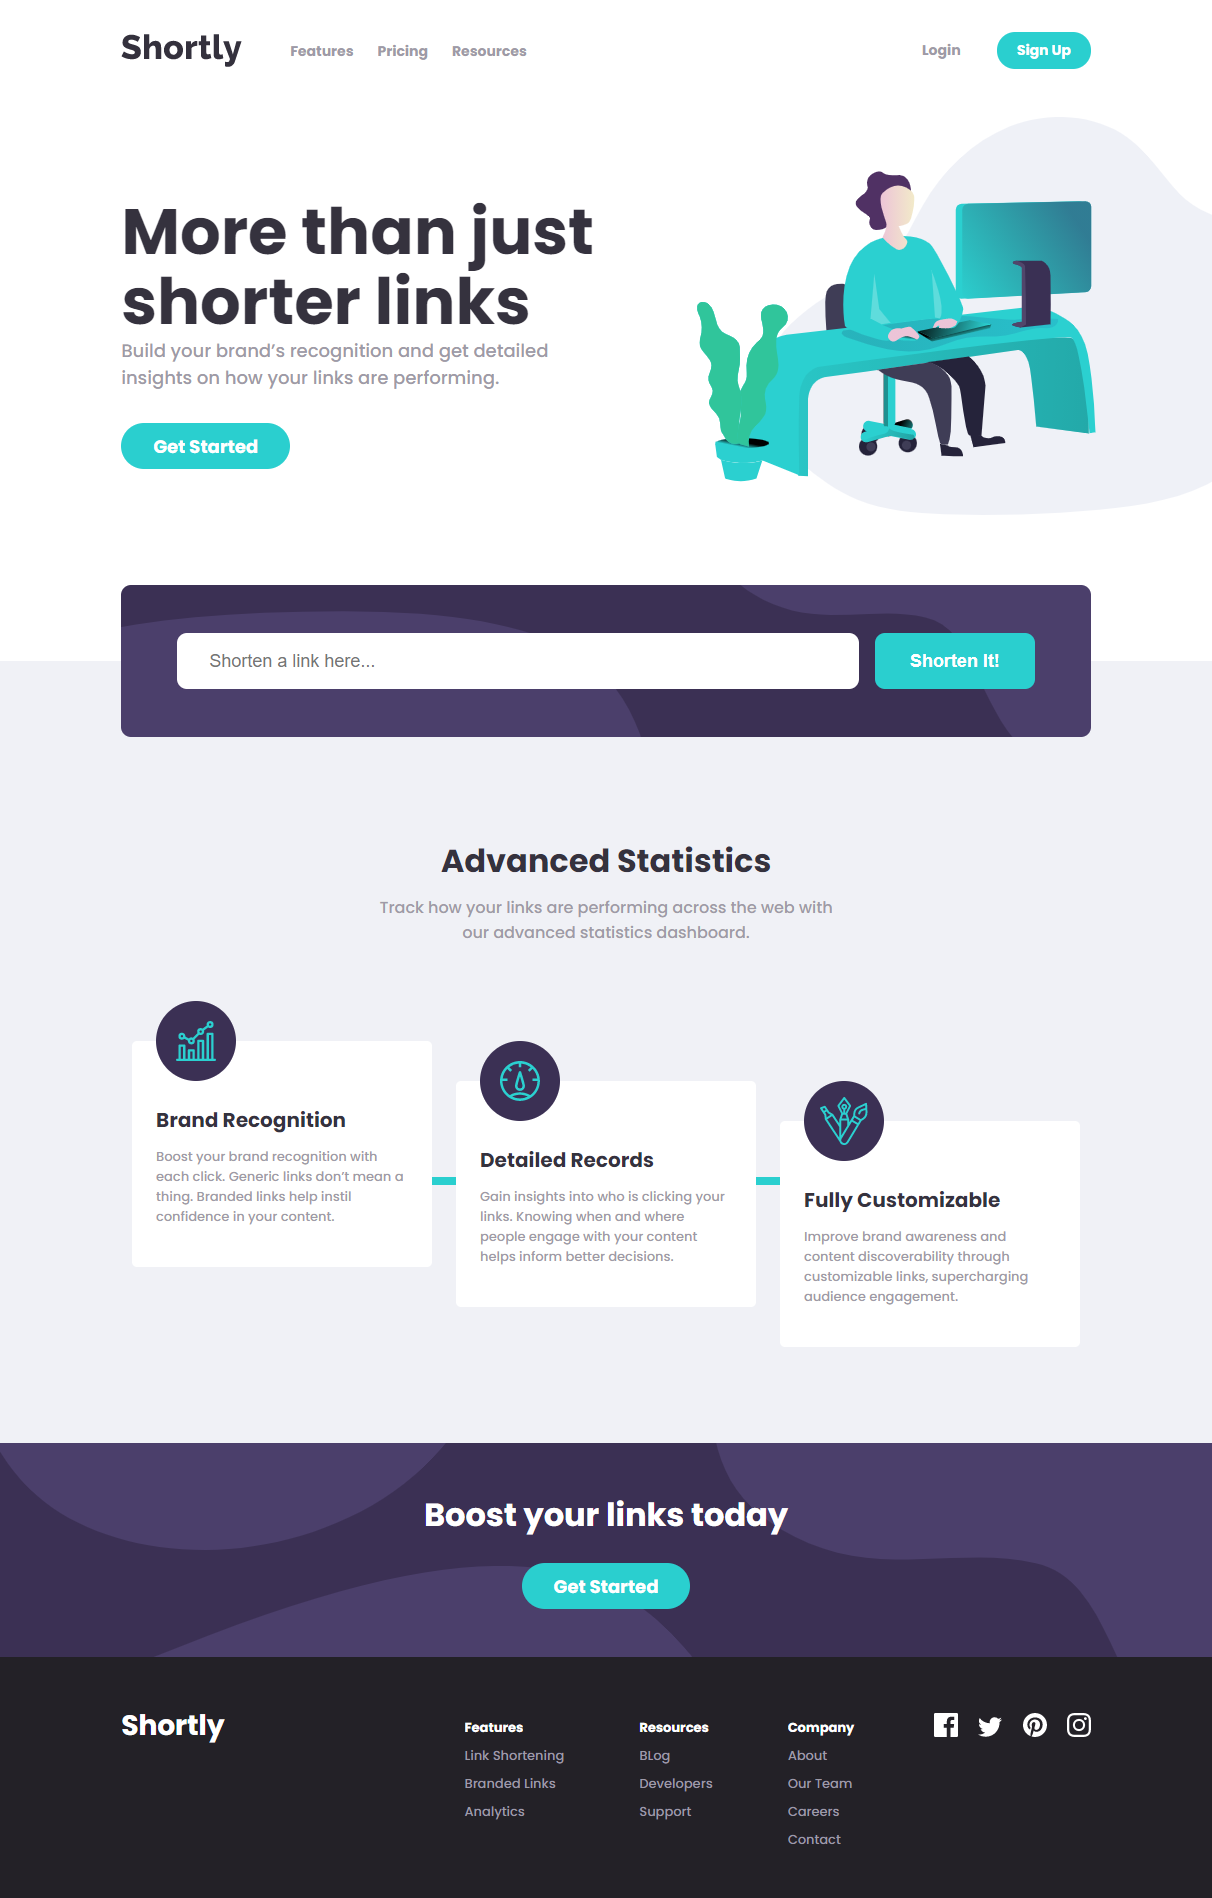 Shortly
Features
Pricing
Resources
Login
Sign Up
More than just
shorter links
Build your brand’s recognition and get detailed
insights on how your links are performing.
Get Started
Shorten a link here...
Shorten It!
Advanced Statistics
Track how your links are performing across the web with
our advanced statistics dashboard.
Brand Recognition
Boost your brand recognition with
each click. Generic links don’t mean a
thing. Branded links help instil
confidence in your content.
Detailed Records
Gain insights into who is clicking your
links. Knowing when and where
people engage with your content
helps inform better decisions.
Fully Customizable
Improve brand awareness and
content discoverability through
customizable links, supercharging
audience engagement.
Boost your links today
Get Started
Shortly
Features
Link Shortening
Branded Links
Analytics
Resources
BLog
Developers
Support
Company
About
Our Team
Careers
Contact